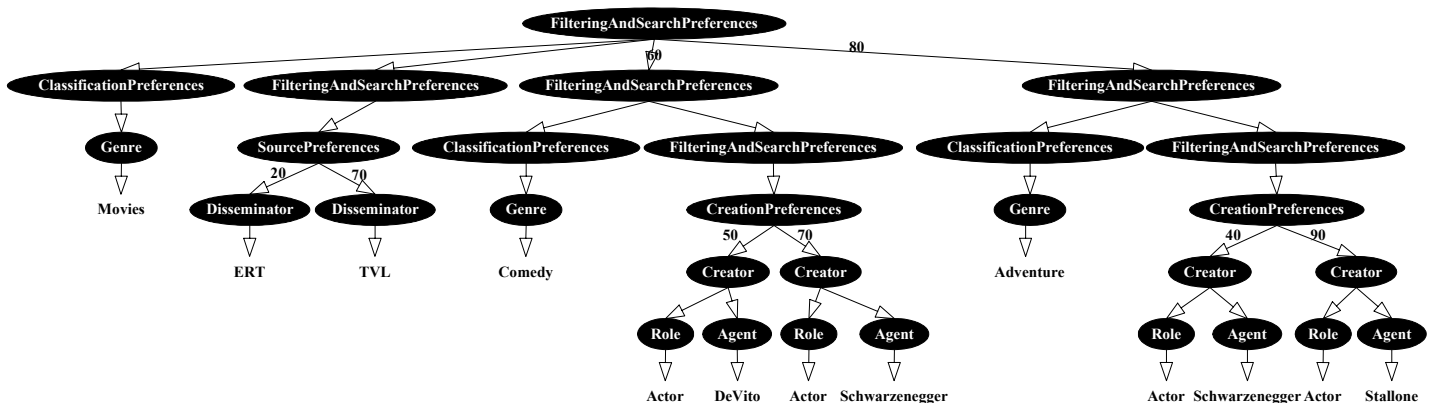 FilteringAndSearchPreferences
60
80
ClassificationPreferences FilteringAndSearchPreferences FilteringAndSearchPreferences FilteringAndSearchPreferences
Genre SourcePreferences ClassificationPreferences FilteringAndSearchPreferences ClassificationPreferences FilteringAndSearchPreferences
20 70
Movies Disseminator Disseminator Genre CreationPreferences Genre CreationPreferences
50 70 40 90
ERT TVL Comedy Creator Creator Adventure Creator Creator
Role Agent Role Agent Role Agent Role Agent
Actor DeVito Actor Schwarzenegger Actor Schwarzenegger Actor Stallone